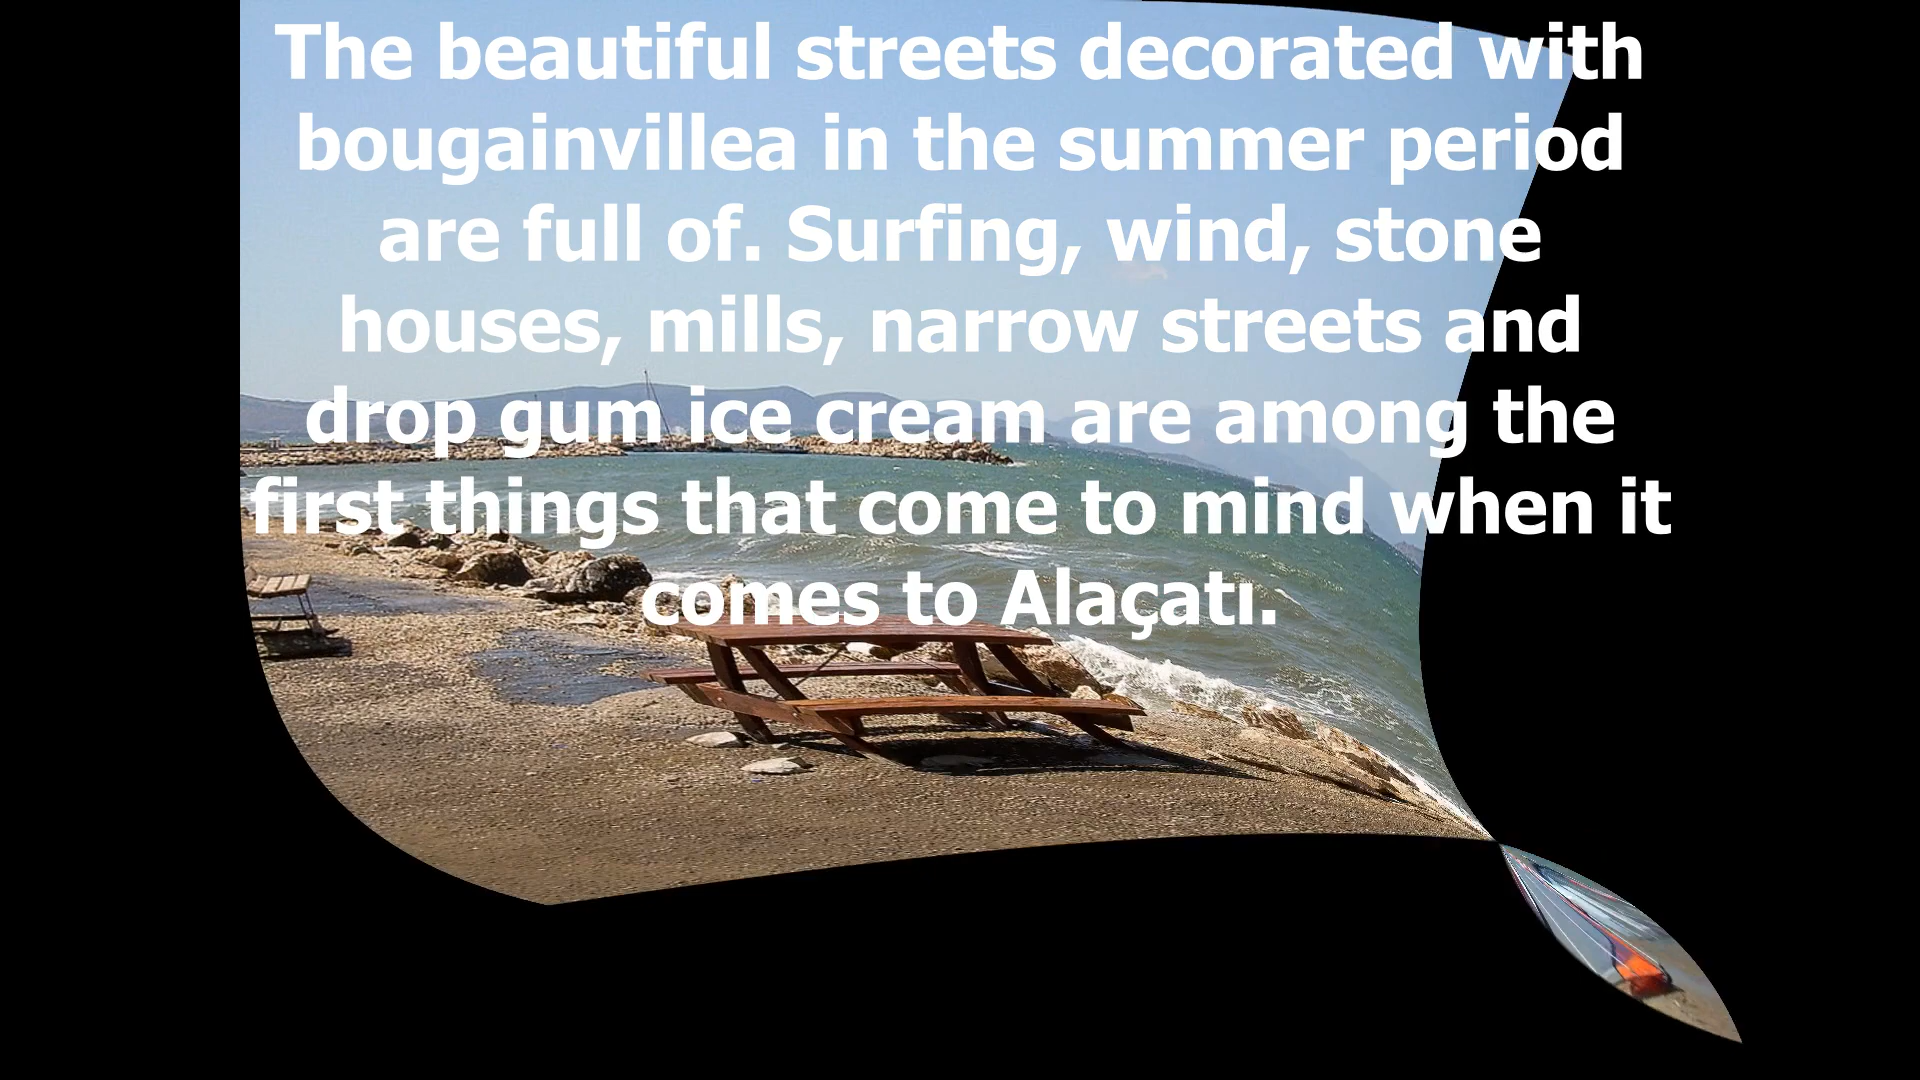 The beautiful streets decorated with
bougainvillea in the summer period
are full of. Surfing, wind, stone
houses, mills, narrow streets and
drop gum ice cream are among the
first things that come to mind when it
comes to Alaçatı.